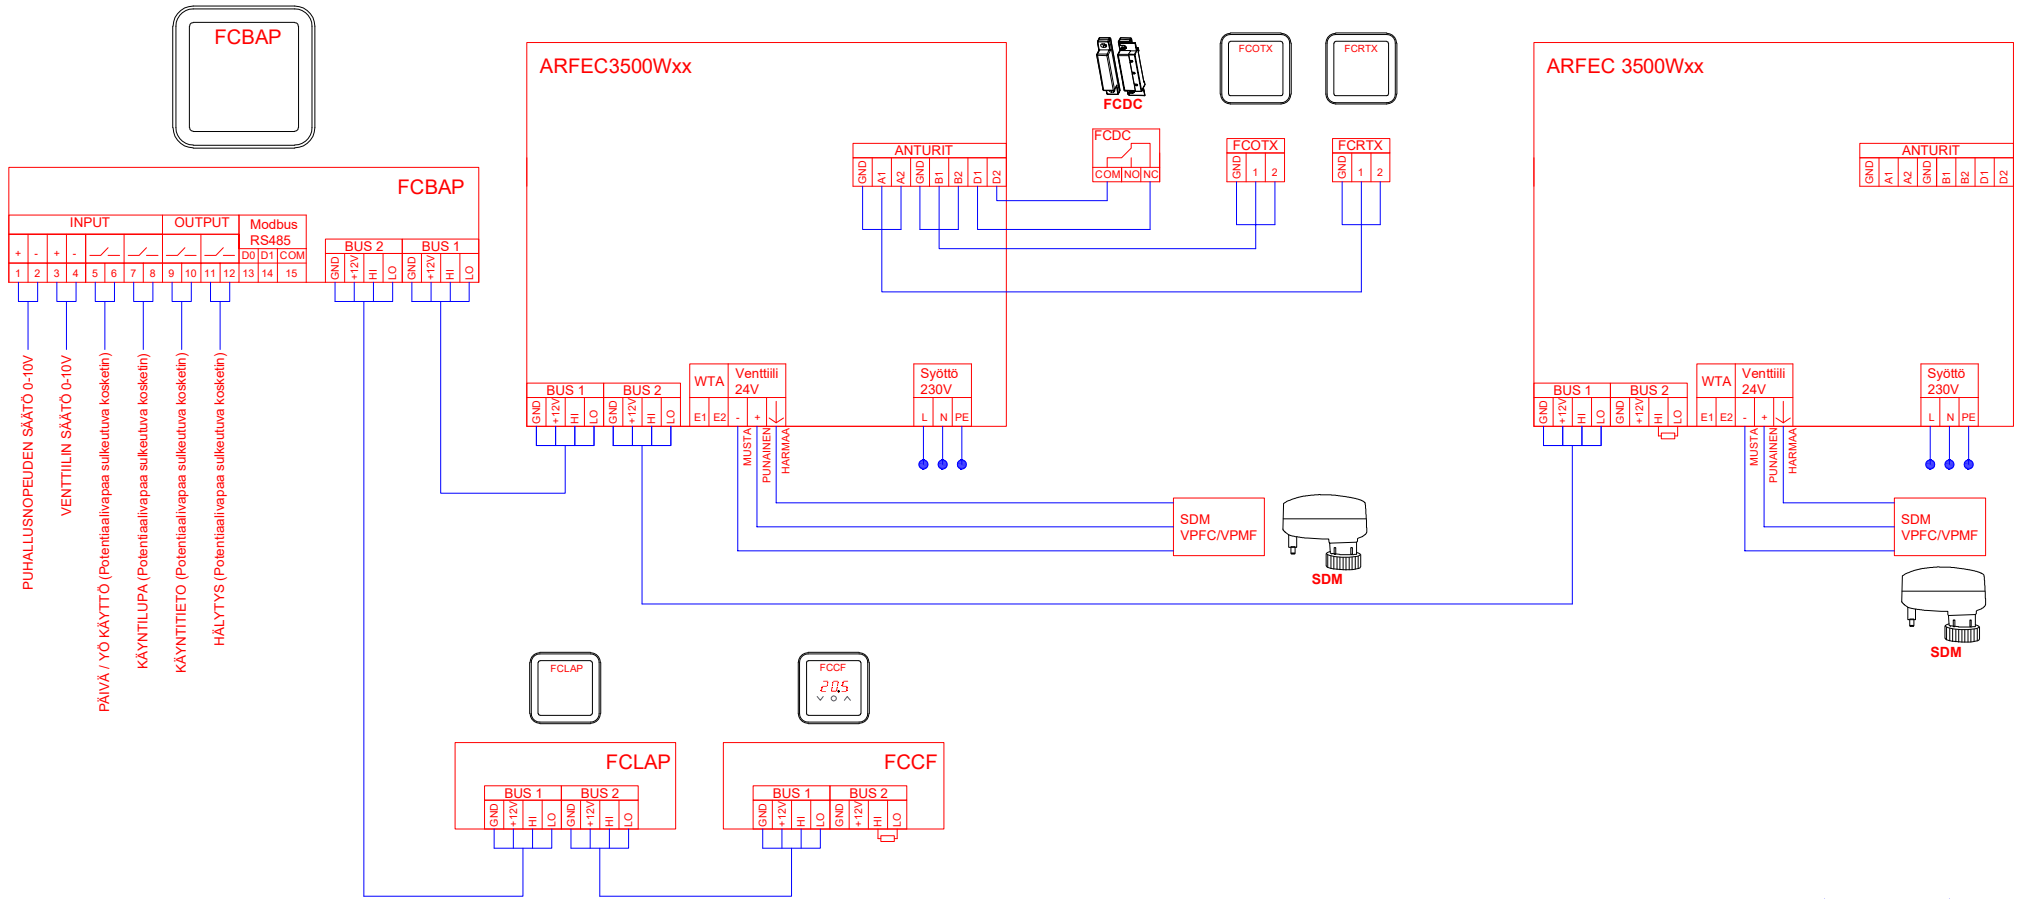 FCBAP
FCBAP
INPUT
OUTPUT
Modbus
RS485
+ - + -
D0 D1 COM
1 2 3 4 5 6 7 8 9 10 11 12 13 14 15
BUS 2
GND +12V HI LO
BUS 1
GND +12V HI LO
PUHALLUSNOPEUDEN SÄÄTÖ 0-10V
VENTTIILIN SÄÄTÖ 0-10V
PÄIVÄ / YÖ KÄYTTÖ (Potentiaalivapaa sulkeutuva kosketin)
KÄYNTILUPA (Potentiaalivapaa sulkeutuva kosketin)
KÄYNTITIETO (Potentiaalivapaa sulkeutuva kosketin)
HÄLYTYS (Potentiaalivapaa sulkeutuva kosketin)
ARFEC3500Wxx
ANTURIT
GND A1 A2 GND B1 B2 D1 D2
BUS 1
GND +12V HI LO
BUS 2
GND +12V HI LO
WTA
E1 E2
Venttiili
24V
- +
MUSTA
PUNAINEN
HARMAA
Syöttö
230V
L N PE
FCDC
FCDC
COM NO NC
FCOTX
FCOTX
GND 1 2
FCRTX
FCRTX
GND 1 2
SDM
VPFC/VPMF
SDM
ARFEC 3500Wxx
ANTURIT
GND A1 A2 GND B1 B2 D1 D2
BUS 1
GND +12V HI LO
BUS 2
GND +12V HI LO
WTA
E1 E2
Venttiili
24V
- +
MUSTA
PUNAINEN
HARMAA
Syöttö
230V
L N PE
SDM
VPFC/VPMF
SDM
FCLAP
FCLAP
BUS 1
GND +12V HI LO
BUS 2
GND +12V HI LO
FCCF
20.5
FCCF
BUS 1
GND +12V HI LO
BUS 2
GND +12V HI LO